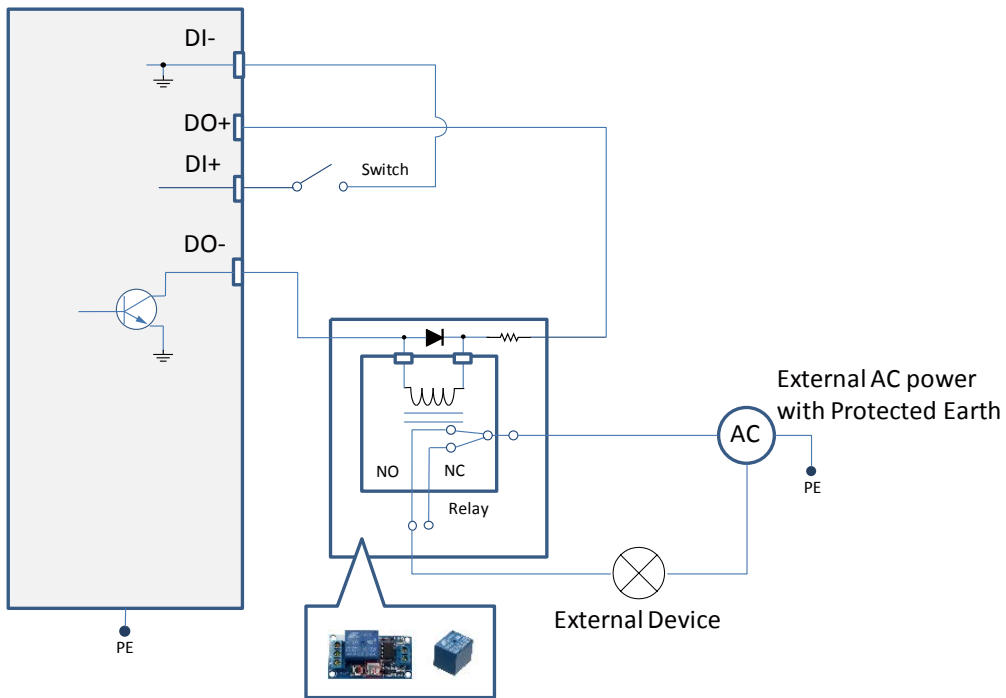 DI-
DO+
DI+
Switch
DO-
External AC power
with Protected Earth
AC
PE
NO
NC
Relay
External Device
PE